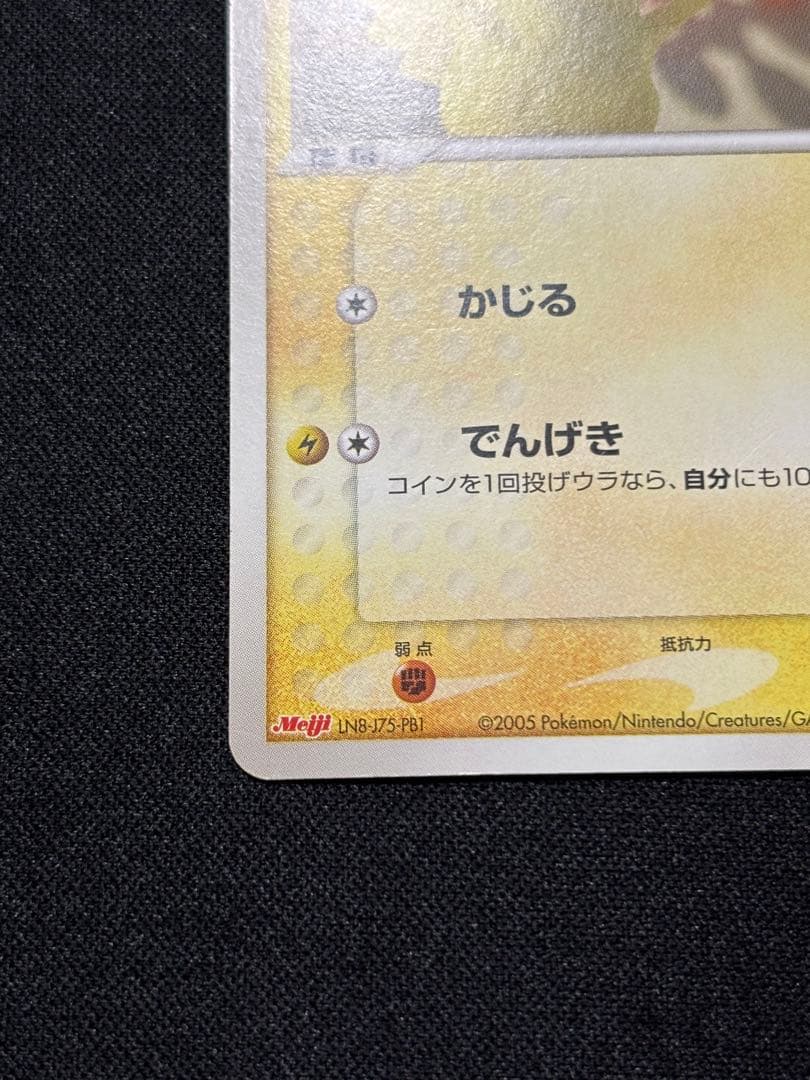 かじる
でんげき
コインを1回投げウラなら、自分にも10
弱点
抵抗力
Meiji LN8-J75-PB1 ©2005 Pokémon/Nintendo/Creatures/GA